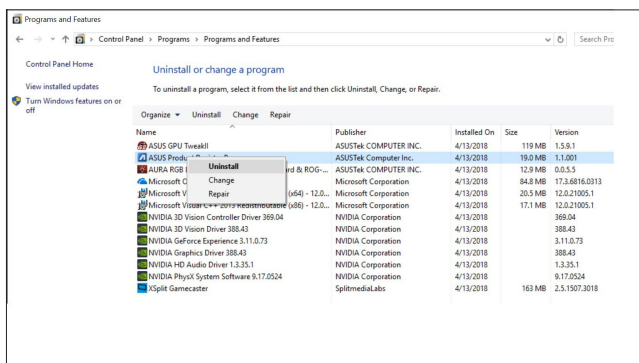 Programs and Features
Control Panel > Programs > Programs and Features
Search Pro
Control Panel Home
View installed updates
Turn Windows features on or off
Uninstall or change a program
To uninstall a program, select it from the list and then click Uninstall, Change, or Repair.
Organize Uninstall Change Repair
Name Publisher Installed On Size Version
ASUS GPU TweakII ASUSTek COMPUTER INC. 4/13/2018 119 MB 1.5.9.1
ASUS Product ASUSTek Computer Inc. 4/13/2018 19.0 MB 1.1.001
AURA RGB rd & ROG-... ASUSTek COMPUTER INC. 4/13/2018 12.9 MB 0.0.5.5
Microsoft O Microsoft Corporation 4/13/2018 84.8 MB 17.3.6816.0313
Microsoft V (x64) - 12.0... Microsoft Corporation 4/13/2018 20.5 MB 12.0.21005.1
Microsoft Visual C++ 2013 Redistributable (x86) - 12.0... Microsoft Corporation 4/13/2018 17.1 MB 12.0.21005.1
NVIDIA 3D Vision Controller Driver 369.04 NVIDIA Corporation 4/13/2018 369.04
NVIDIA 3D Vision Driver 388.43 NVIDIA Corporation 4/13/2018 388.43
NVIDIA GeForce Experience 3.11.0.73 NVIDIA Corporation 4/13/2018 3.11.0.73
NVIDIA Graphics Driver 388.43 NVIDIA Corporation 4/13/2018 388.43
NVIDIA HD Audio Driver 1.3.35.1 NVIDIA Corporation 4/13/2018 1.3.35.1
NVIDIA PhysX System Software 9.17.0524 NVIDIA Corporation 4/13/2018 9.17.0524
XSplit Gamecaster SplitmediaLabs 4/13/2018 163 MB 2.5.1507.3018
Uninstall
Change
Repair